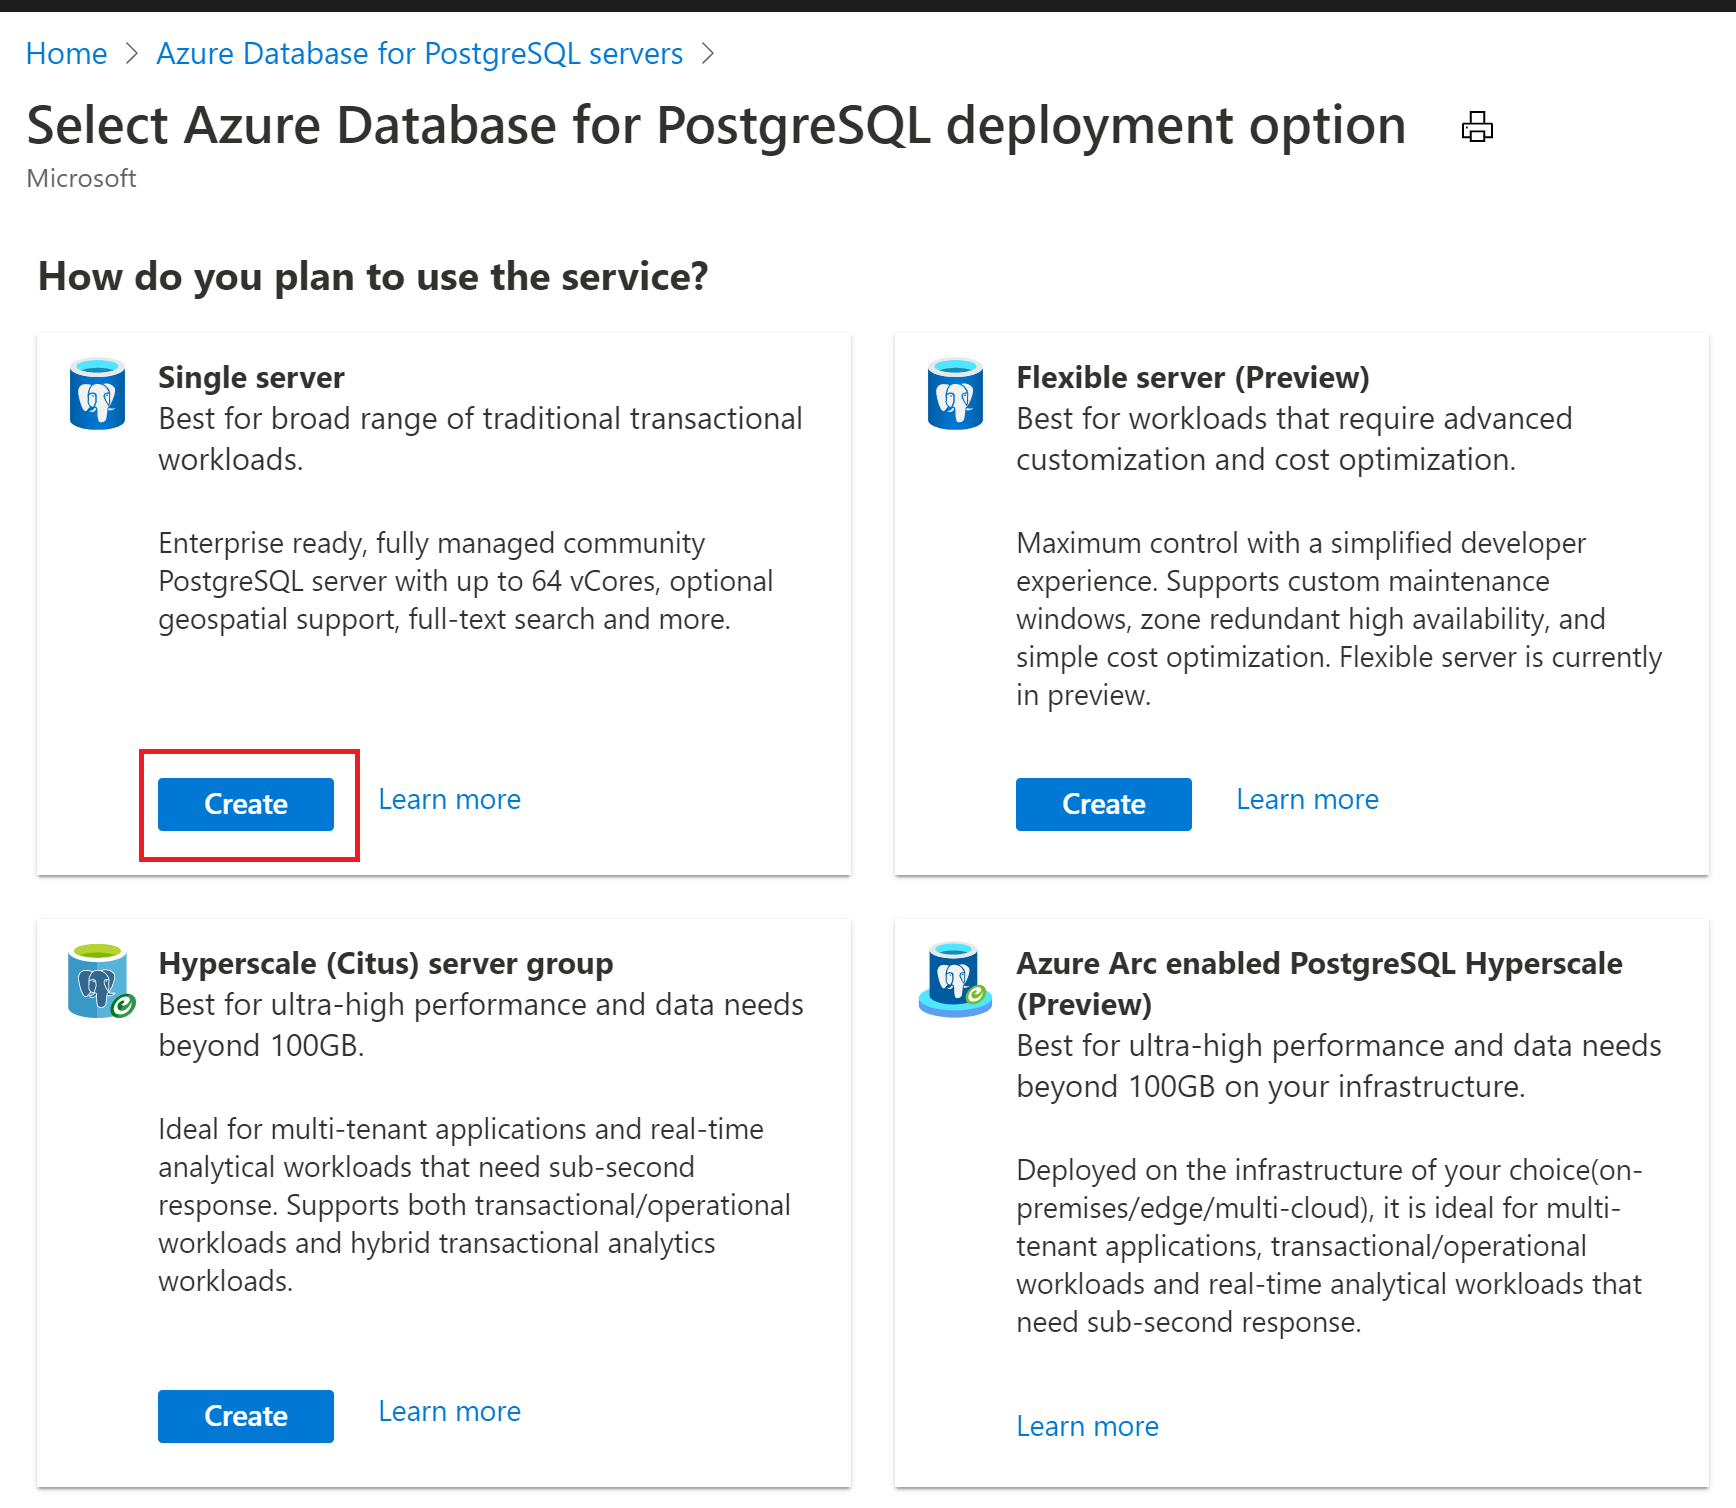 Home > Azure Database for PostgreSQL servers >
Select Azure Database for PostgreSQL deployment option
Microsoft
How do you plan to use the service?
Single server
Best for broad range of traditional transactional
workloads.
Enterprise ready, fully managed community
PostgreSQL server with up to 64 vCores, optional
geospatial support, full-text search and more.
Create
Learn more
Flexible server (Preview)
Best for workloads that require advanced
customization and cost optimization.
Maximum control with a simplified developer
experience. Supports custom maintenance
windows, zone redundant high availability, and
simple cost optimization. Flexible server is currently
in preview.
Create
Learn more
Hyperscale (Citus) server group
Best for ultra-high performance and data needs
beyond 100GB.
Ideal for multi-tenant applications and real-time
analytical workloads that need sub-second
response. Supports both transactional/operational
workloads and hybrid transactional analytics
workloads.
Create
Learn more
Azure Arc enabled PostgreSQL Hyperscale
(Preview)
Best for ultra-high performance and data needs
beyond 100GB on your infrastructure.
Deployed on the infrastructure of your choice(on-
premises/edge/multi-cloud), it is ideal for multi-
tenant applications, transactional/operational
workloads and real-time analytical workloads that
need sub-second response.
Learn more